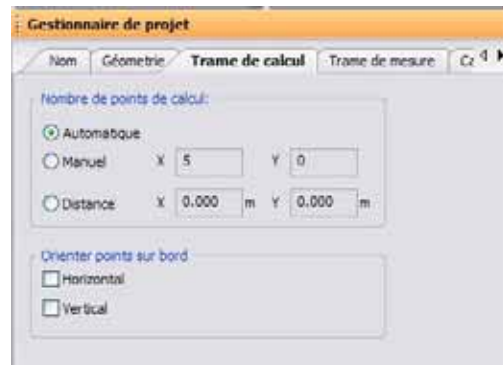 Gestionnaire de projet
Nom Géometrie Trame de calcul Trame de mesure
Nombre de points de calcul:
Automatique
Manuel X 5 Y 0
Distance X 0.000 m Y 0.000 m
Orienter points sur bord
Horizontal
Vertical